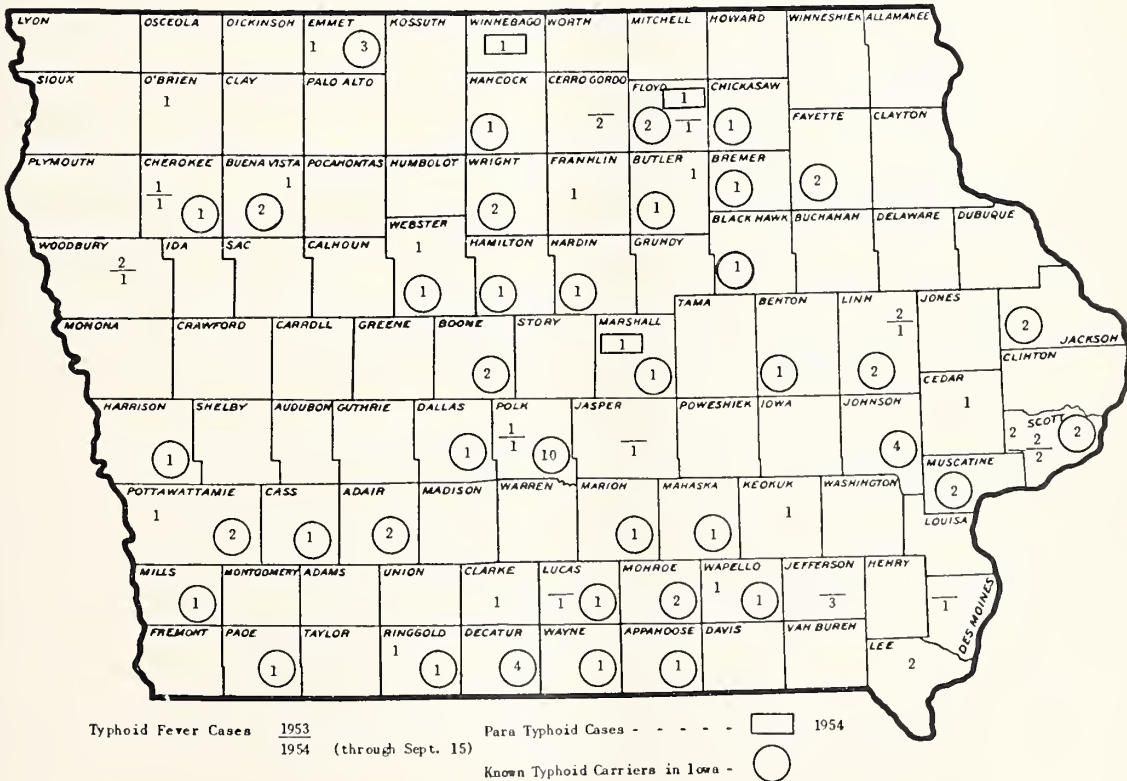 LYON OSCEOLA DICKINSON EMMET KOSSUTH WINNEBAGO WORTH MITCHELL HOWARD WINNESHIEK ALLAMAKEE
1 3 1
SIOUX O'BRIEN CLAY PALO ALTO HANCOCK CERRO GORDO FLOYD CHICKASAW
1 1 2 2 1 1 1
FAYETTE CLAYTON
2
PLYMOUTH CHEROKEE BUENA VISTA POCAHONTAS HUMBOLDT WRIGHT FRANKLIN BUTLER BREMER
1 1 1 1 2 2 1 1 1 1
WEBSTER BLACK HAWK BUCHANAN DELAWARE DUBUQUE
1 1 1
WOODBURY IDA SAC CALHOUN HAMILTON HARDIN GRUNDY
2 1 1 1
TAMA BENTON LINN JONES
1 2 1 2
JACKSON
2
MONONA CRAWFORD CARROLL GREENE BOONE STORY MARSHALL
2 1 1
CLINTON
CEDAR
1
HARRISON SHELBY AUDUBON GUTHRIE DALLAS POLK JASPER POWESHIEK IOWA JOHNSON
1 1 1 1 10 1 4
SCOTT
2 2 2 2
MUSCATINE
2
POTTAWATTAMIE CASS ADAIR MADISON WARREN MARION MAHASKA KEOKUK WASHINGTON
1 2 1 2 1 1 1
LOUISA
MILLS MONTGOMERY ADAMS UNION CLARKE LUCAS MONROE WAPELLO JEFFERSON HENRY
1 1 1 1 2 1 1 3
DES MOINES
1
FREMONT PAGE TAYLOR RINGGOLD DECATUR WAYNE APPANOOSE DAVIS VAN BUREN
1 1 1 4 1 1
LEE
2
Typhoid Fever Cases 1953 Para Typhoid Cases - - - - - 1954
1954 (through Sept. 15)
Known Typhoid Carriers in Iowa -